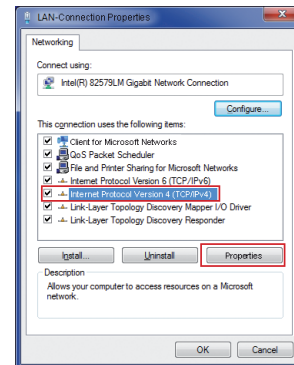 LAN-Connection Properties
Networking
Connect using:
Intel(R) 82579LM Gigabit Network Connection
Configure...
This connection uses the following items:
Client for Microsoft Networks
QoS Packet Scheduler
File and Printer Sharing for Microsoft Networks
Internet Protocol Version 6 (TCP/IPv6)
Internet Protocol Version 4 (TCP/IPv4)
Link-Layer Topology Discovery Mapper I/O Driver
Link-Layer Topology Discovery Responder
Install... Uninstall Properties
Description
Allows your computer to access resources on a Microsoft
network.
OK Cancel